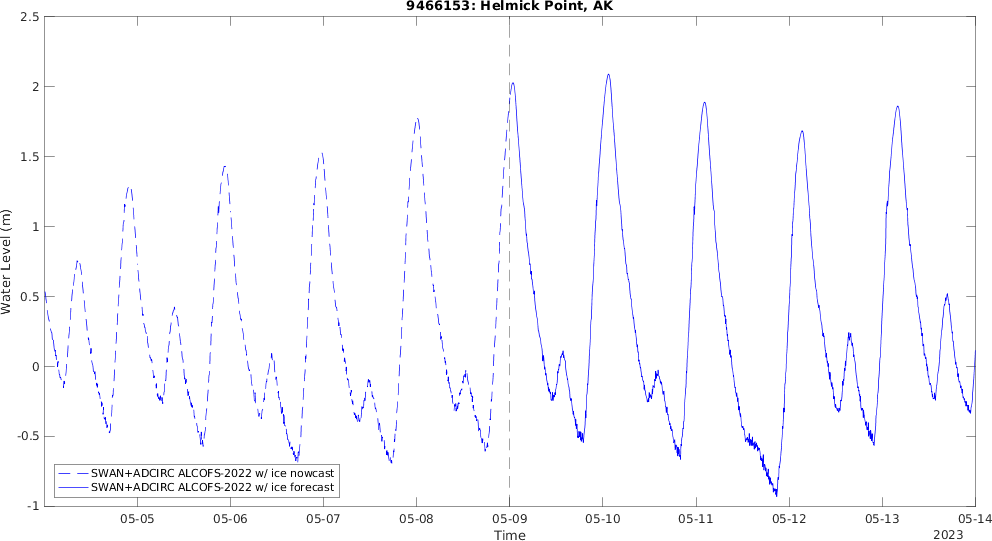 9466153: Helmick Point, AK
2.5
2
1.5
1
0.5
0
-0.5
-1
Water Level (m)
SWAN+ADCIRC ALCOFS-2022 w/ ice nowcast
SWAN+ADCIRC ALCOFS-2022 w/ ice forecast
05-05 05-06 05-07 05-08 05-09 05-10 05-11 05-12 05-13 05-14
Time
2023